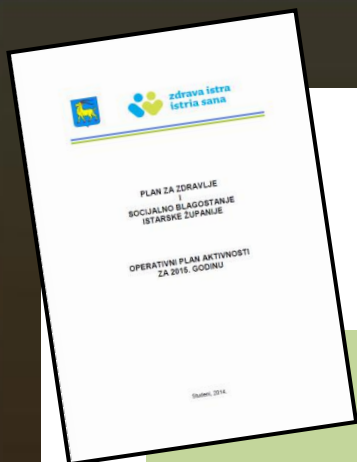 zdrava istra
istria sana
PLAN ZA ZDRAVLJE
I
SOCIJALNO BLAGOSTANJE
ISTARSKE ŽUPANIJE
OPERATIVNI PLAN AKTIVNOSTI
ZA 2015. GODINU
Studeni, 2014.